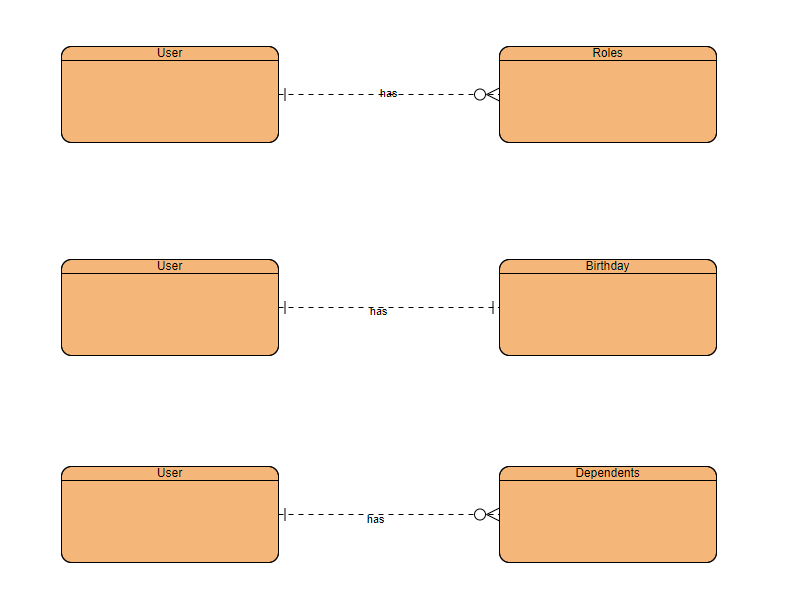 User
has
Roles
User
has
Birthday
User
has
Dependents